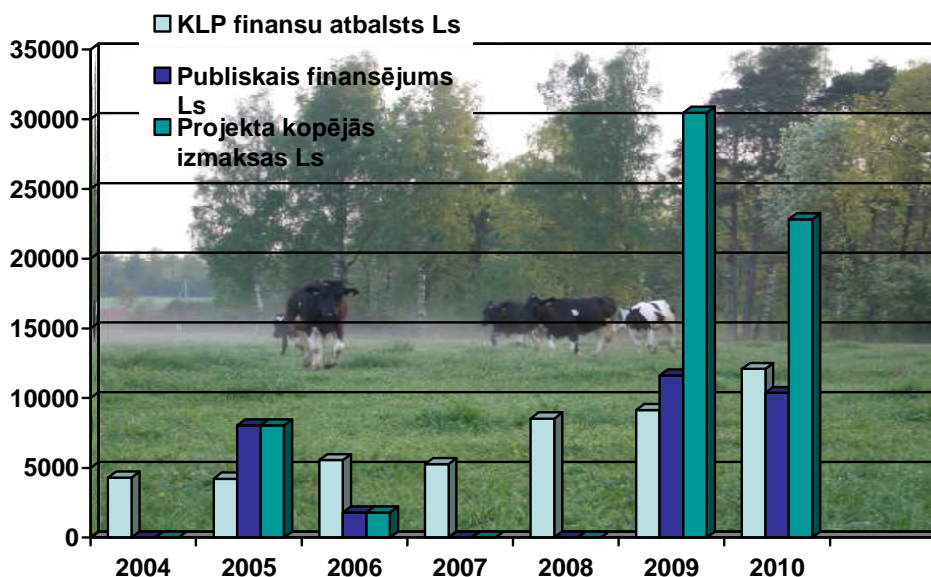 KLP finansu atbalsts Ls
Publiskais finansējums
Ls
Projekta kopējās
izmaksas Ls
35000
30000
25000
20000
15000
10000
5000
0
2004 2005 2006 2007 2008 2009 2010